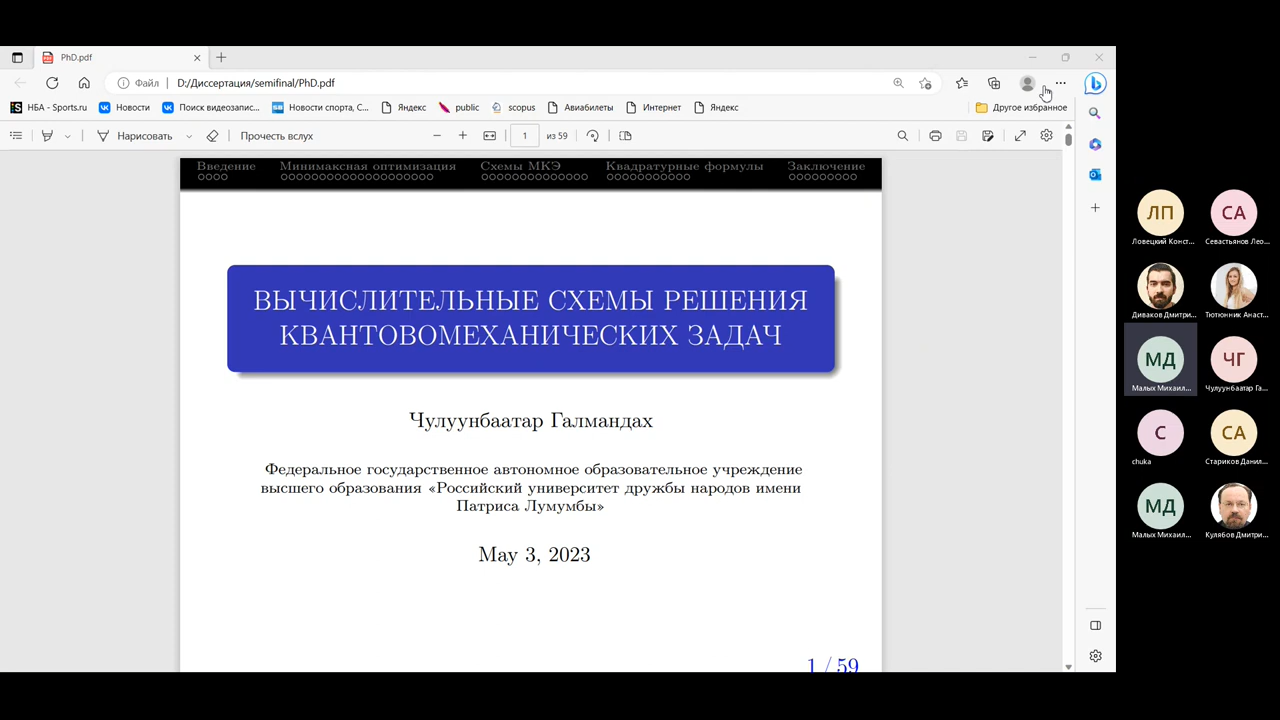 PhD.pdf
Файл D:/Диссертация/semifinal/PhD.pdf
НБА - Sports.ru Новости Поиск видеозапис... Новости спорта, С... Яндекс public scopus Авиабилеты Интернет Яндекс Другое избранное
Нарисовать Прочесть вслух 1 из 59
Введение Минимаксная оптимизация Схемы МКЭ Квадратурные формулы Заключение
ВЫЧИСЛИТЕЛЬНЫЕ СХЕМЫ РЕШЕНИЯ
КВАНТОВОМЕХАНИЧЕСКИХ ЗАДАЧ
Чулуунбаатар Галмандах
Федеральное государственное автономное образовательное учреждение
высшего образования «Российский университет дружбы народов имени
Патриса Лумумбы»
May 3, 2023
1 / 59
ЛП СА
Ловецкий Конст... Севастьянов Лео...
Диваков Дмитри... Тютюнник Анаст...
МД ЧГ
Малых Михаил... Чулуунбаатар Га...
C СА
chuka Стариков Данил...
МД
Малых Михаил... Кулябов Дмитри...